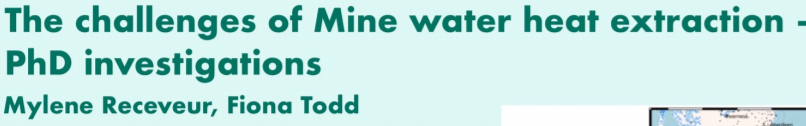 The challenges of Mine water heat extraction -
PhD investigations
Mylene Receveur, Fiona Todd